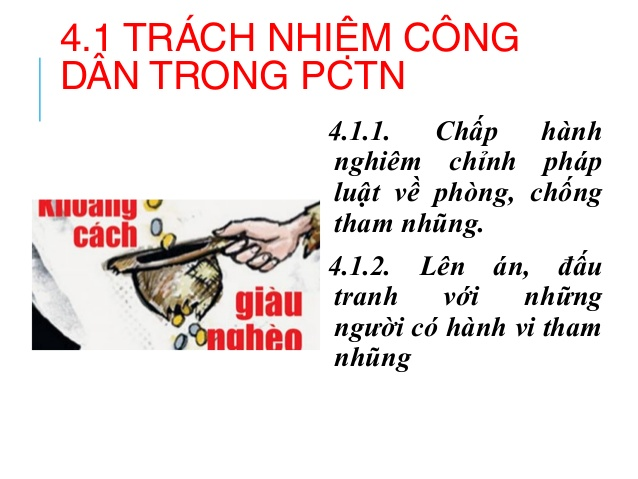 4.1 TRÁCH NHIỆM CÔNG
DÂN TRONG PCTN
4.1.1. Chấp hành
nghiêm chỉnh pháp
luật về phòng, chống
tham nhũng.
4.1.2. Lên án, đấu
tranh với những
người có hành vi tham
nhũng
khoảng
cách
giàu
nghèo